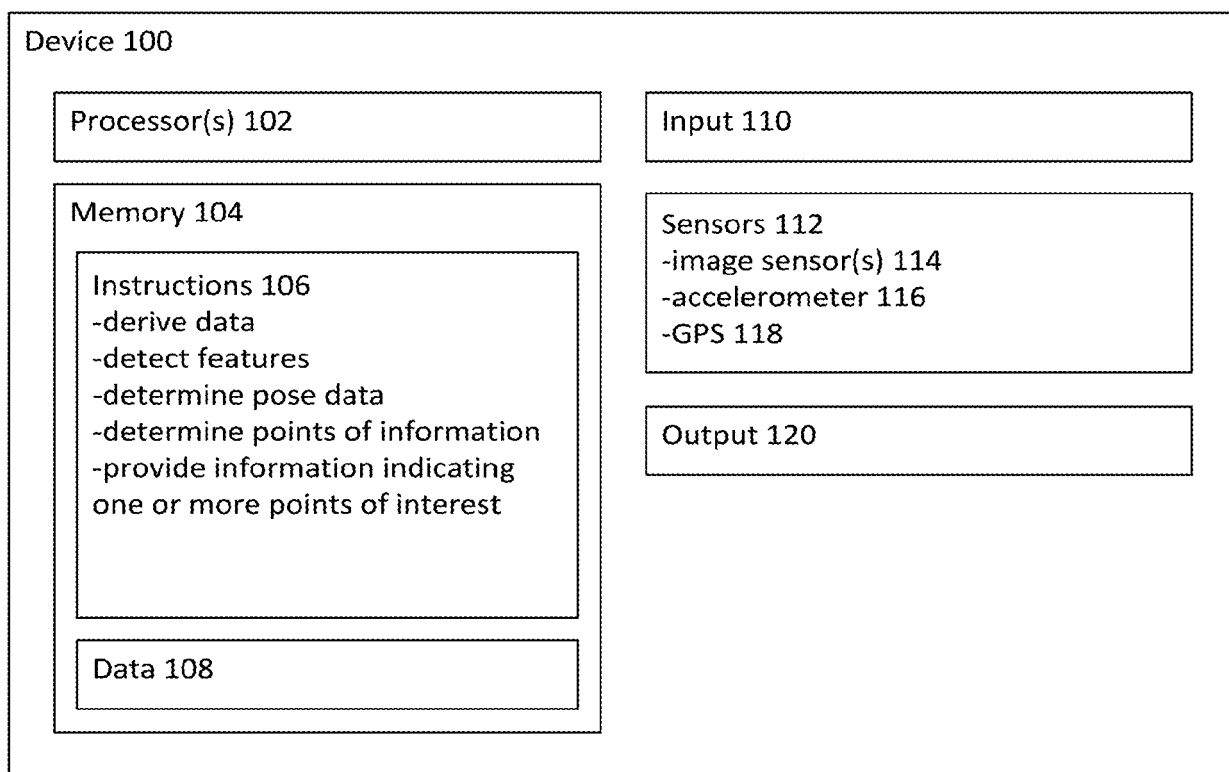 Device 100
Processor(s) 102
Memory 104
Instructions 106
-derive data
-detect features
-determine pose data
-determine points of information
-provide information indicating
one or more points of interest
Data 108
Input 110
Sensors 112
-image sensor(s) 114
-accelerometer 116
-GPS 118
Output 120